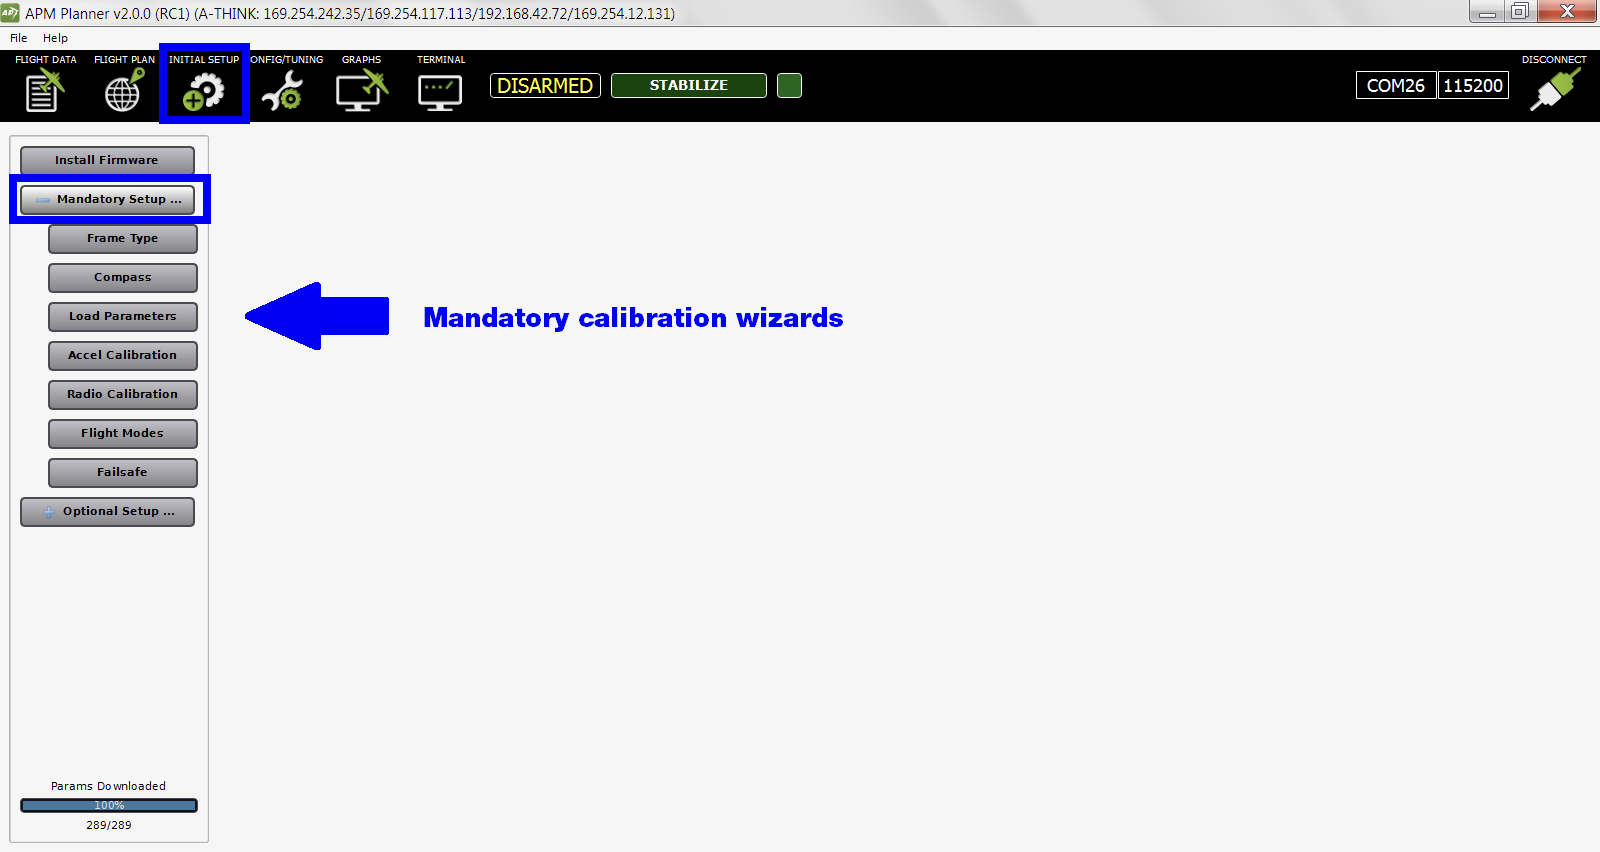 APM Planner v2.0.0 (RC1) (A-THINK: 169.254.242.35/169.254.117.113/192.168.42.72/169.254.12.131)
File Help
FLIGHT DATA FLIGHT PLAN INITIAL SETUP ONFIG/TUNING GRAPHS TERMINAL DISCONNECT
DISARMED STABILIZE COM26 115200
Install Firmware
Mandatory Setup ...
Frame Type
Compass
Load Parameters
Mandatory calibration wizards
Accel Calibration
Radio Calibration
Flight Modes
Failsafe
Optional Setup ...
Params Downloaded
100%
289/289